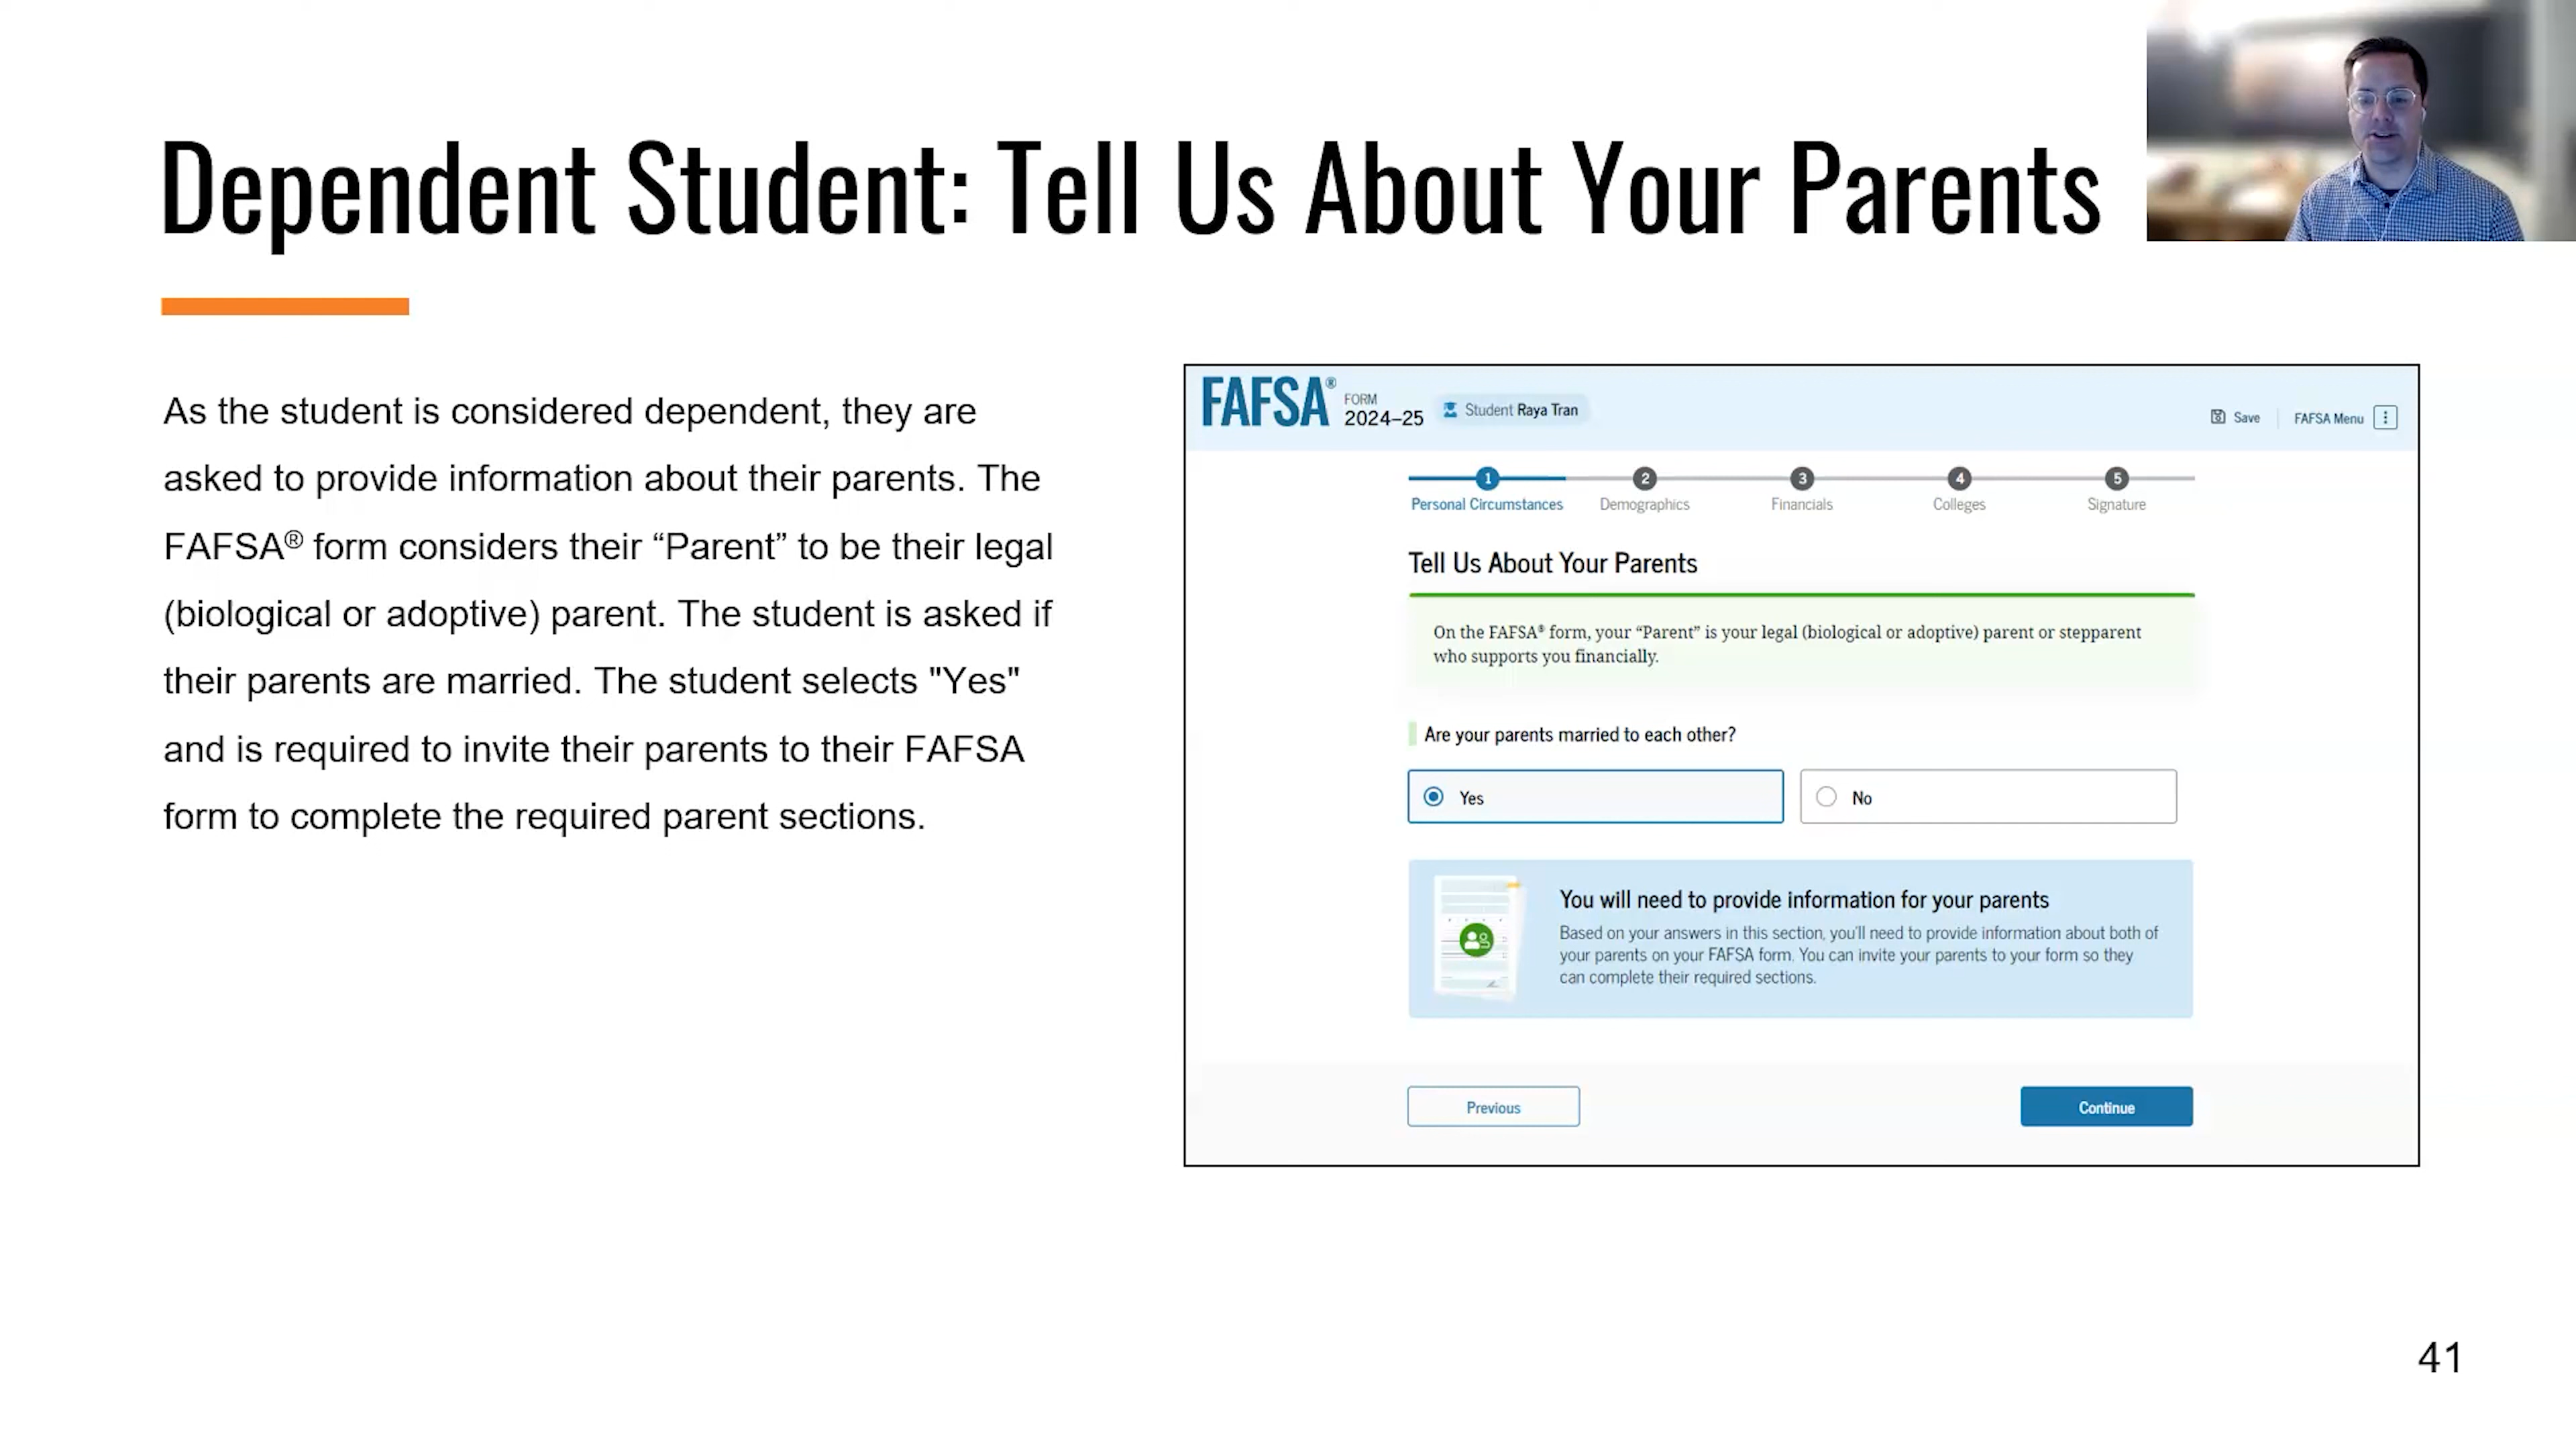 Dependent Student: Tell Us About Your Parents
As the student is considered dependent, they are
asked to provide information about their parents. The
FAFSA® form considers their “Parent” to be their legal
(biological or adoptive) parent. The student is asked if
their parents are married. The student selects "Yes"
and is required to invite their parents to their FAFSA
form to complete the required parent sections.
FAFSA® FORM 2024–25 Student Raya Tran Save FAFSA Menu
1 2 3 4 5
Personal Circumstances Demographics Financials Colleges Signature
Tell Us About Your Parents
On the FAFSA® form, your “Parent” is your legal (biological or adoptive) parent or stepparent
who supports you financially.
Are your parents married to each other?
Yes No
You will need to provide information for your parents
Based on your answers in this section, you'll need to provide information about both of
your parents on your FAFSA form. You can invite your parents to your form so they
can complete their required sections.
Previous Continue
41